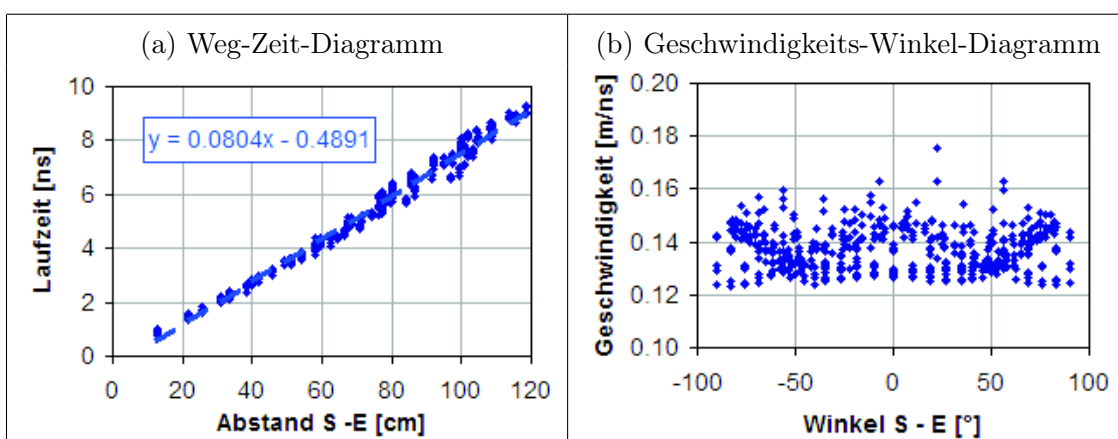 (a) Weg-Zeit-Diagramm
10
8
6
4
2
0
y = 0.0804x - 0.4891
Laufzeit [ns]
0 20 40 60 80 100 120
Abstand S -E [cm]
(b) Geschwindigkeits-Winkel-Diagramm
0.20
0.18
0.16
0.14
0.12
0.10
Geschwindigkeit [m/ns]
-100 -50 0 50 100
Winkel S - E [°]